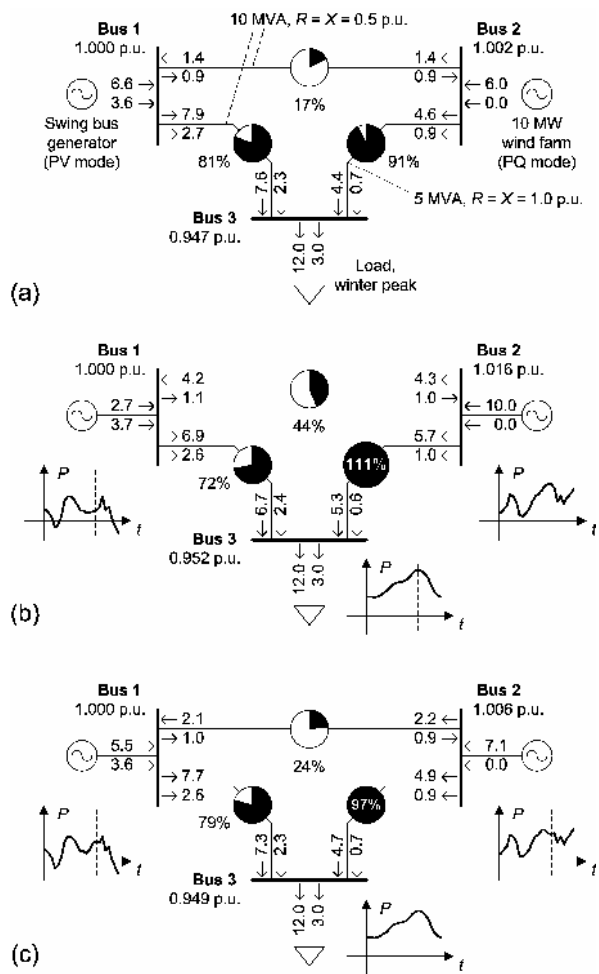 10 MVA, R = X = 0.5 p.u.
Bus 1
1.000 p.u.
Bus 2
1.002 p.u.
1.4
0.9
1.4
0.9
17%
6.6
3.6
6.0
0.0
Swing bus
generator
(PV mode)
7.9
2.7
4.6
0.9
10 MW
wind farm
(PQ mode)
81%
91%
7.6
2.3
4.4
0.7
5 MVA, R = X = 1.0 p.u.
Bus 3
0.947 p.u.
12.0
3.0
Load,
winter peak
(a)
Bus 1
1.000 p.u.
Bus 2
1.016 p.u.
4.2
1.1
4.3
1.0
44%
2.7
3.7
10.0
0.0
6.9
2.6
5.7
1.0
72%
111%
P
t
6.7
2.4
5.3
0.6
P
t
Bus 3
0.952 p.u.
12.0
3.0
P
t
(b)
Bus 1
1.000 p.u.
Bus 2
1.006 p.u.
2.1
1.0
2.2
0.9
24%
5.5
3.6
7.1
0.0
7.7
2.6
4.9
0.9
79%
97%
P
t
7.3
2.3
4.7
0.7
P
t
Bus 3
0.949 p.u.
12.0
3.0
P
t
(c)